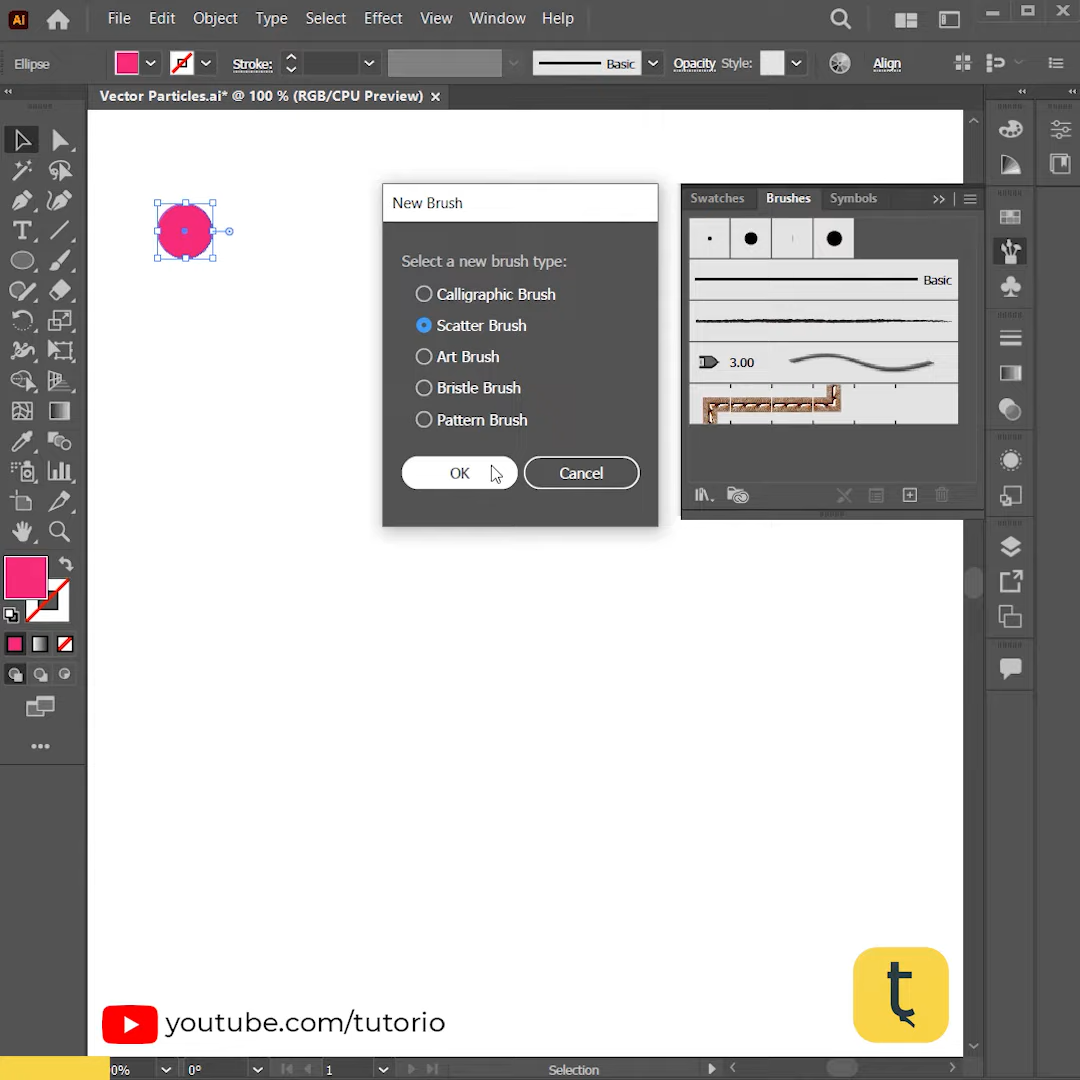 Ai File Edit Object Type Select Effect View Window Help
Ellipse Stroke: Basic Opacity Style: Align
Vector Particles.ai* @ 100 % (RGB/CPU Preview) ×
New Brush
Select a new brush type:
Calligraphic Brush
Scatter Brush
Art Brush
Bristle Brush
Pattern Brush
OK Cancel
Swatches Brushes Symbols
Basic
3.00
youtube.com/tutorio
t
0% 0° 1 Selection